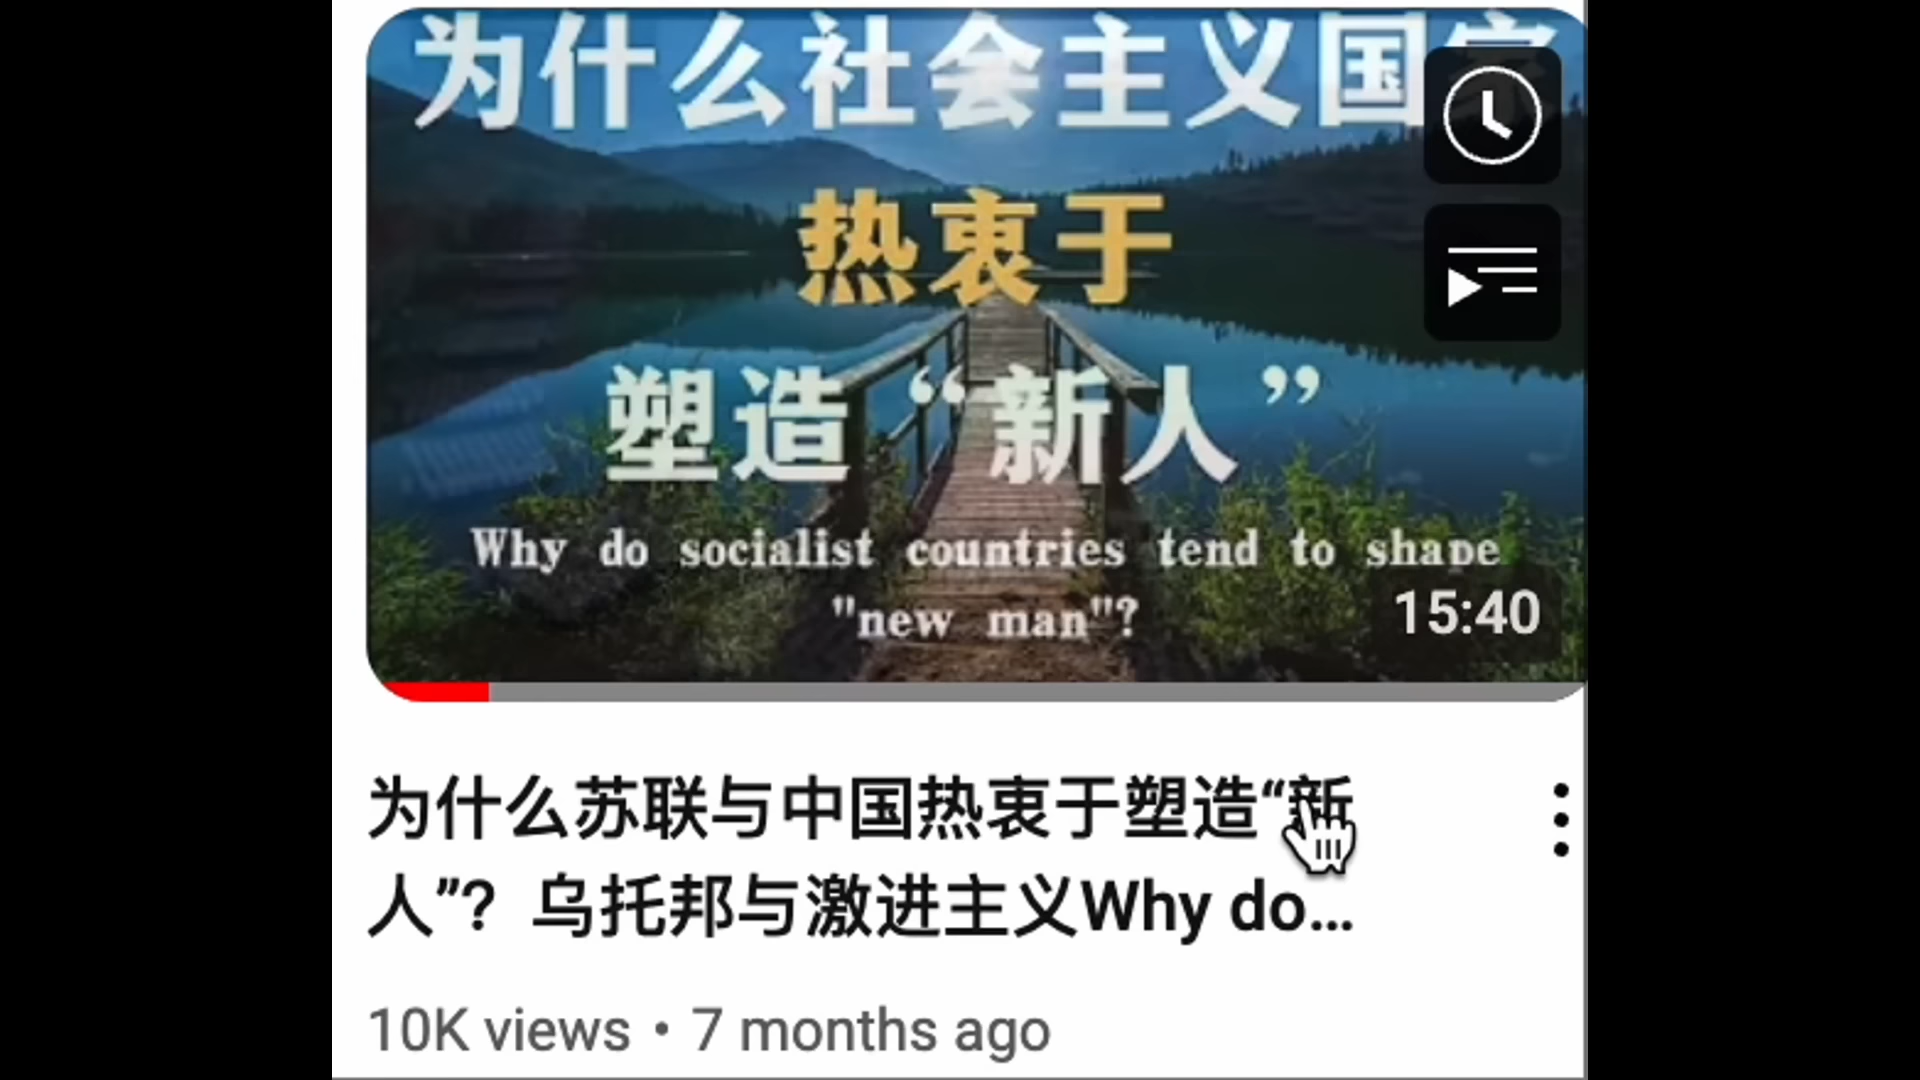 为什么社会主义国家
热衷于
塑造“新人”
Why do socialist countries tend to shape
"new man"?
15:40
为什么苏联与中国热衷于塑造“新
人”？乌托邦与激进主义Why do...
10K views • 7 months ago